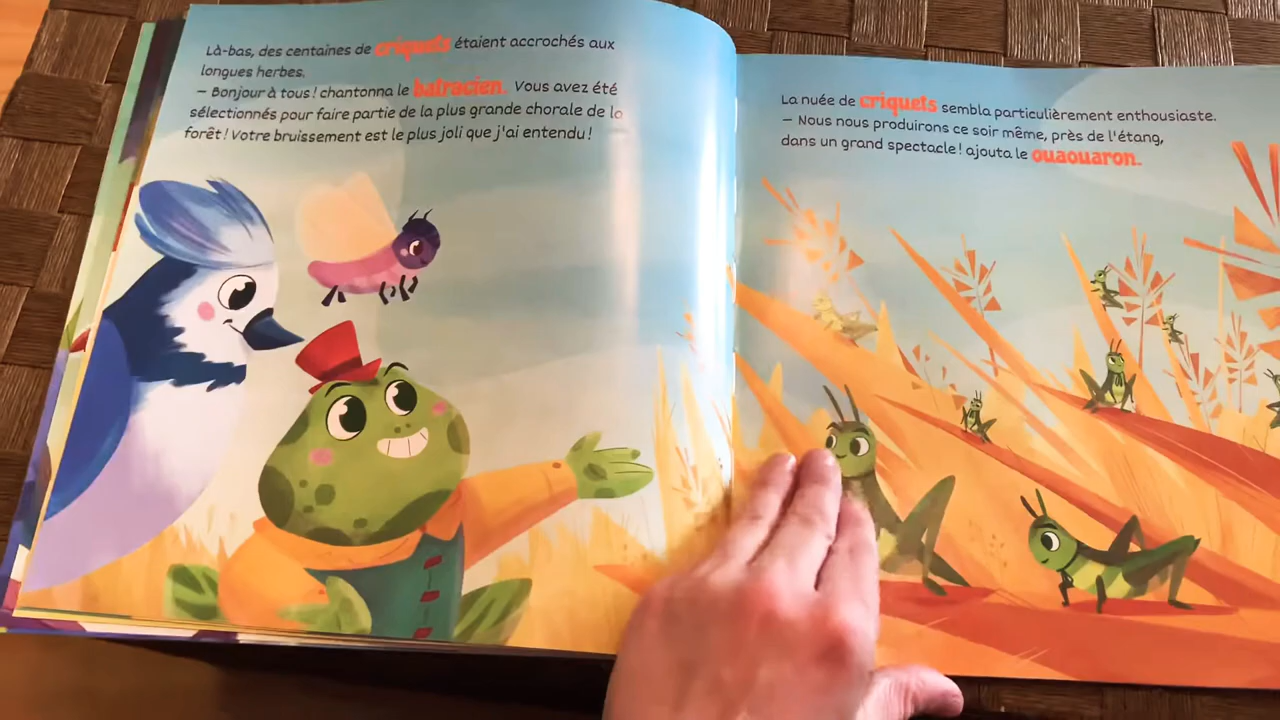 Là-bas, des centaines de criquets étaient accrochés aux
longues herbes.
– Bonjour à tous ! chantonna le batracien. Vous avez été
sélectionnés pour faire partie de la plus grande chorale de la
forêt ! Votre bruissement est le plus joli que j'ai entendu !
La nuée de criquets sembla particulièrement enthousiaste.
– Nous nous produirons ce soir même, près de l'étang,
dans un grand spectacle ! ajouta le ouaouaron.